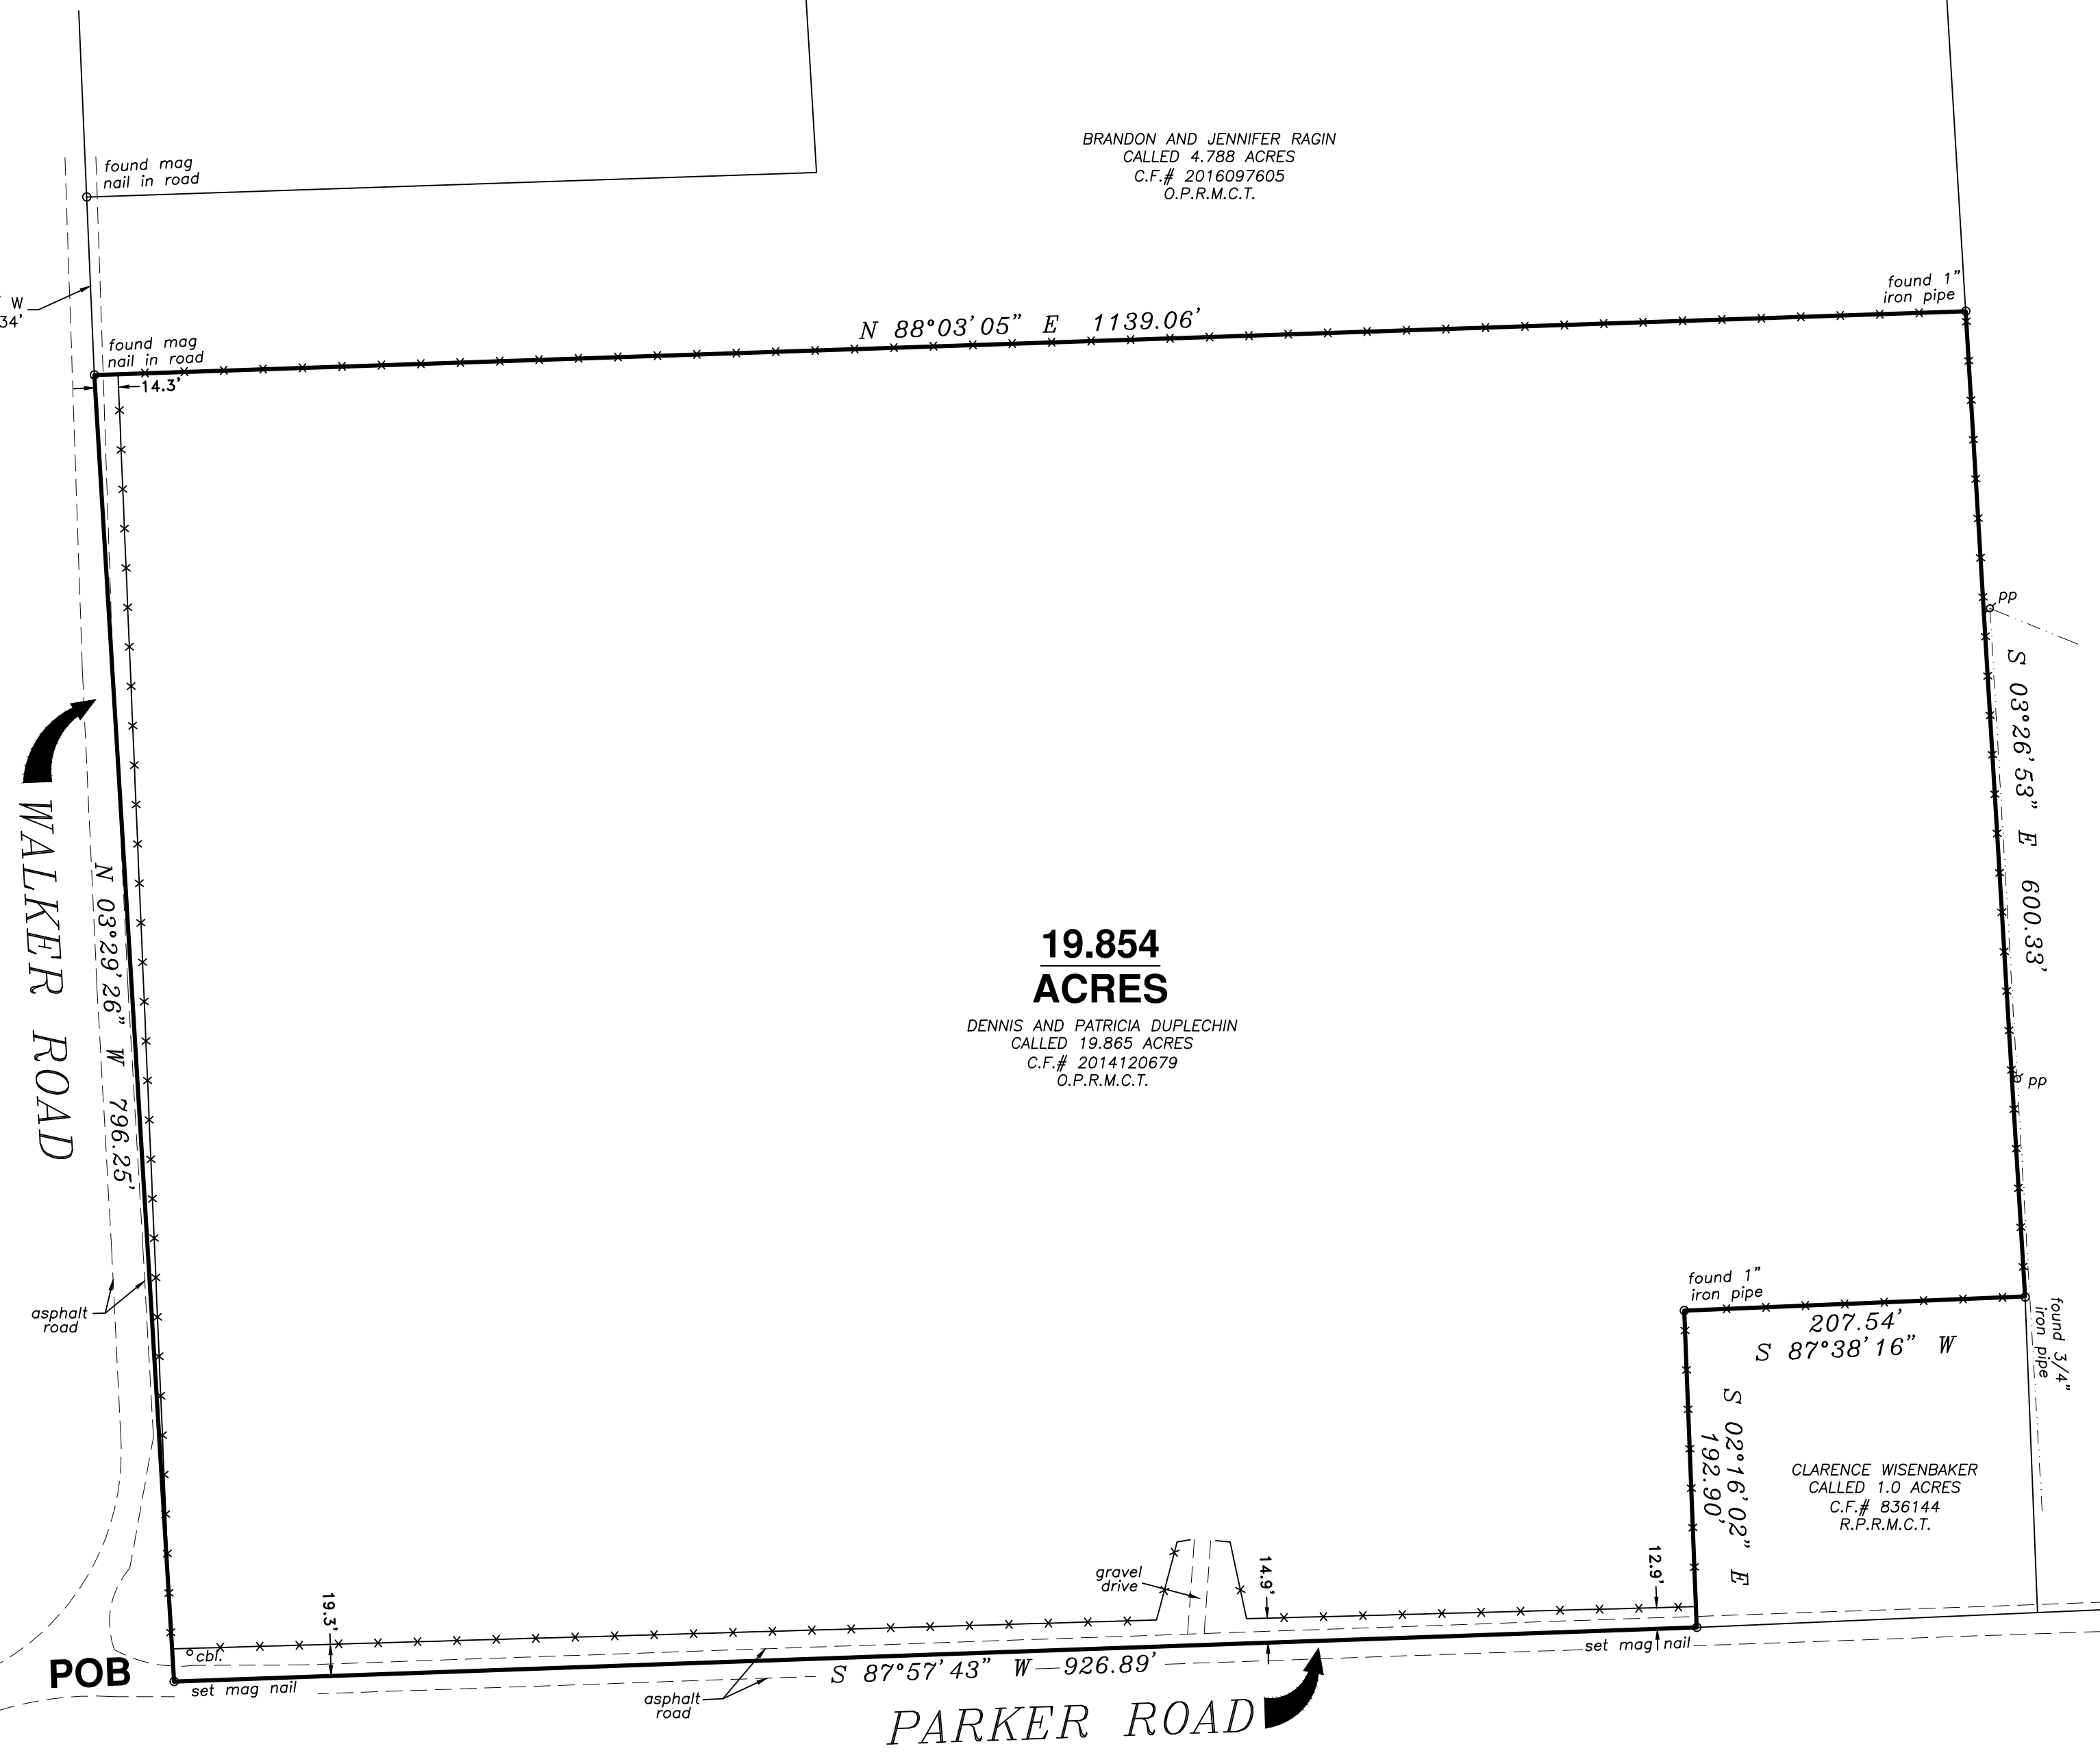 found mag
nail in road
BRANDON AND JENNIFER RAGIN
CALLED 4.788 ACRES
C.F.# 2016097605
O.P.R.M.C.T.
W
34'
found 1"
iron pipe
N 88°03'05" E 1139.06'
found mag
nail in road
14.3'
pp
S 03°26'53" E 600.33'
WALKER ROAD
N 03°29'26" W 796.25'
19.854
ACRES
DENNIS AND PATRICIA DUPLECHIN
CALLED 19.865 ACRES
C.F.# 2014120679
O.P.R.M.C.T.
pp
asphalt
road
found 1"
iron pipe
207.54'
S 87°38'16" W
found 3/4"
iron pipe
S 02°16'02" E
192.90'
CLARENCE WISENBAKER
CALLED 1.0 ACRES
C.F.# 836144
R.P.R.M.C.T.
gravel
drive
14.9'
12.9'
19.3'
cbl.
set mag nail
POB
set mag nail
S 87°57'43" W 926.89'
asphalt
road
PARKER ROAD